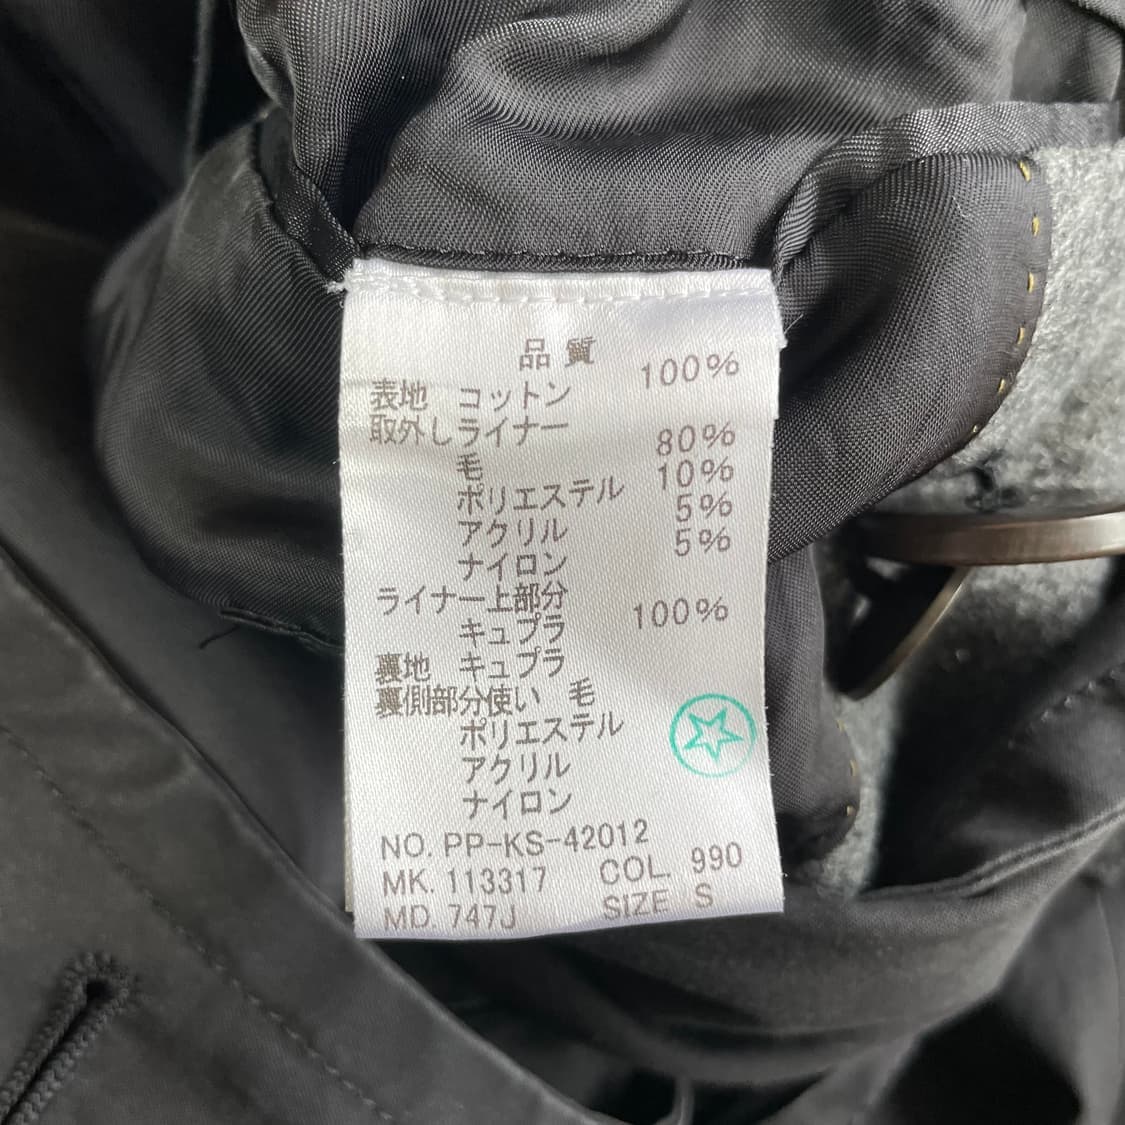 品質
表地 コットン 100%
取外しライナー
毛 80%
ポリエステル 10%
アクリル 5%
ナイロン 5%
ライナー上部分
キュプラ 100%
裏地 キュプラ
裏側部分使い 毛
ポリエステル
アクリル
ナイロン
NO. PP-KS-42012
MK. 113317 COL. 990
MD. 747J SIZE S